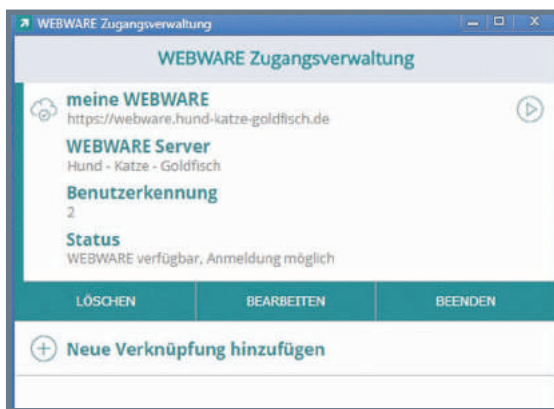 WEBWARE Zugangsverwaltung
WEBWARE Zugangsverwaltung
meine WEBWARE
https://webware.hund-katze-goldfisch.de
WEBWARE Server
Hund - Katze - Goldfisch
Benutzerkennung
2
Status
WEBWARE verfügbar, Anmeldung möglich
LÖSCHEN BEARBEITEN BEENDEN
Neue Verknüpfung hinzufügen